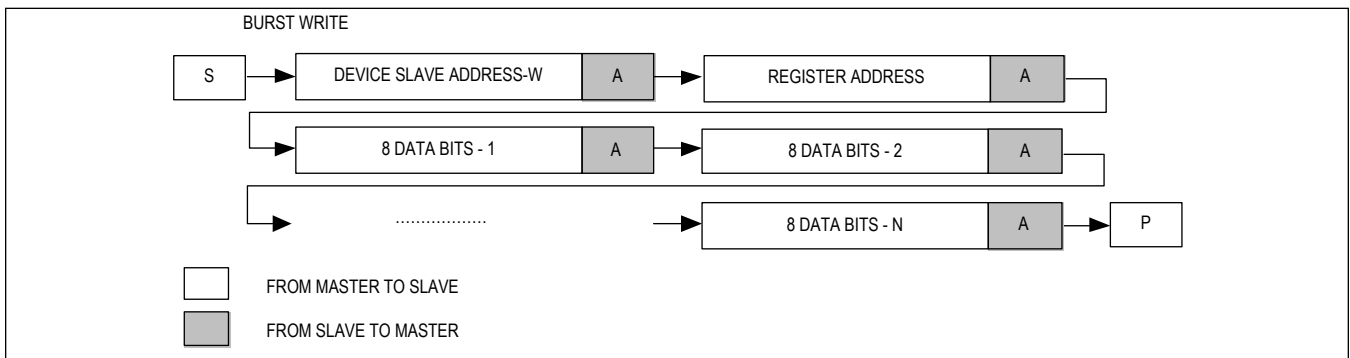 BURST WRITE
S DEVICE SLAVE ADDRESS-W A REGISTER ADDRESS A
8 DATA BITS - 1 A 8 DATA BITS - 2 A
.................. 8 DATA BITS - N A P
FROM MASTER TO SLAVE
FROM SLAVE TO MASTER